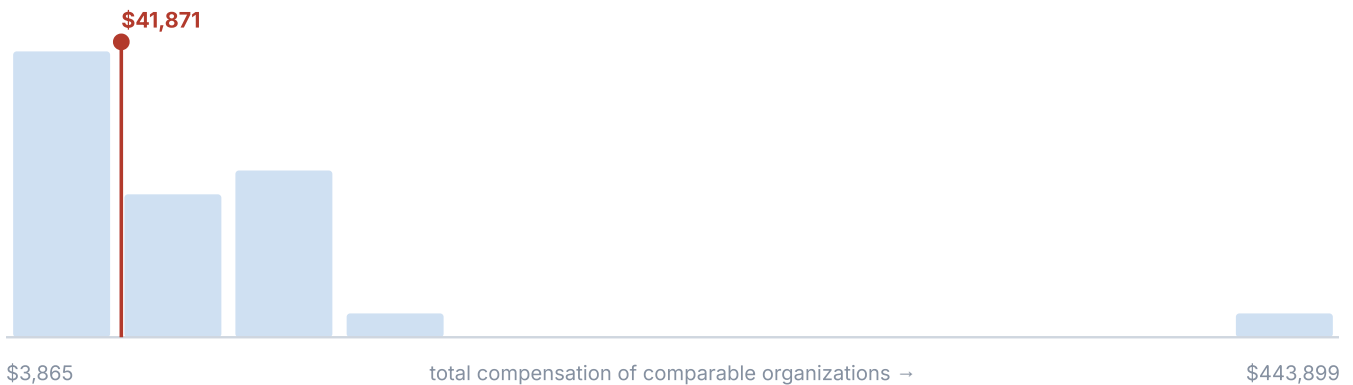 $41,871
$3,865
total compensation of comparable organizations →
$443,899